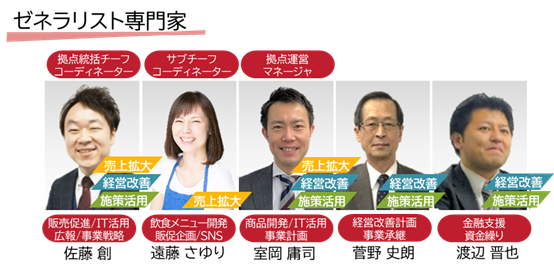 ゼネラリスト専門家
拠点統括チーフ
コーディネーター
サブチーフ
コーディネーター
拠点運営
マネージャ
売上拡大
経営改善
施策活用
売上拡大
売上拡大
経営改善
施策活用
経営改善
施策活用
経営改善
施策活用
販売促進/IT活用
広報/事業戦略
飲食メニュー開発
販促企画/SNS
商品開発/IT活用
事業計画
経営改善計画
事業承継
金融支援
資金繰り
佐藤 創
遠藤 さゆり
室岡 庸司
菅野 史朗
渡辺 晋也